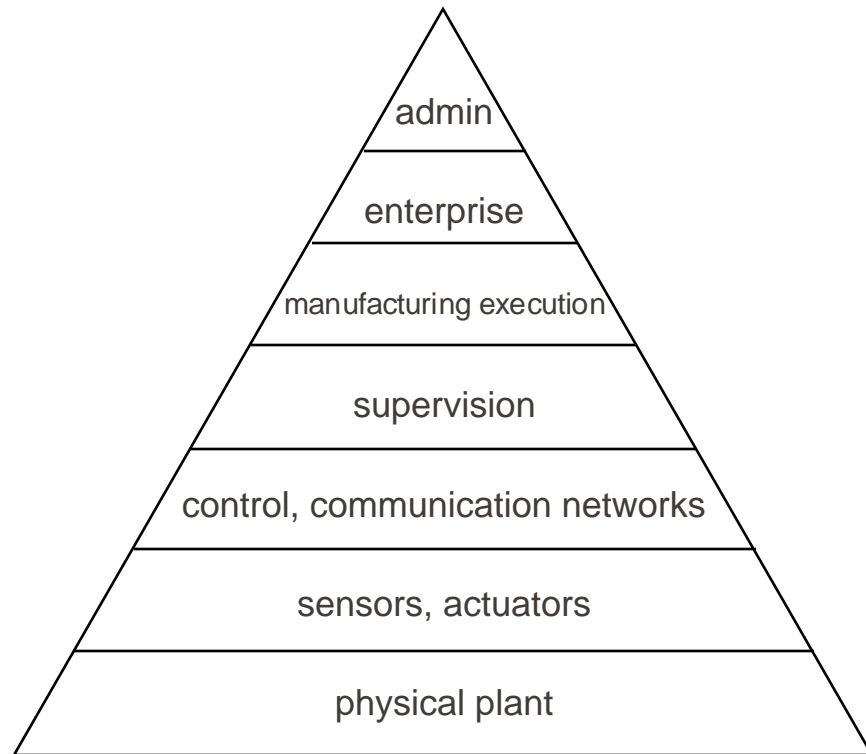 admin
enterprise
manufacturing execution
supervision
control, communication networks
sensors, actuators
physical plant